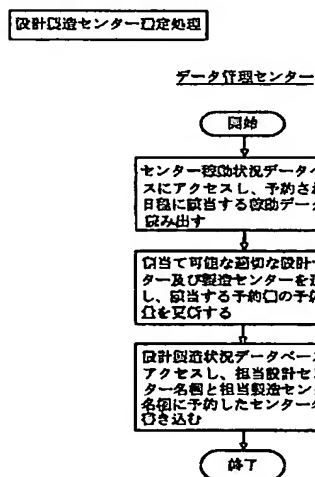 設計製造センター設定処理
データ管理センター
開始
センター稼動状況データベ
スにアクセスし、予約され
日程に該当する稼動データ
読み出す
割当て可能な適切な設計セ
ター及び製造センターを選
し、該当する予約日の予約
を更新する
設計製造状況データベース
アクセスし、担当設計セン
ター名欄と担当製造センタ
名欄に予約したセンター名
書き込む
終了